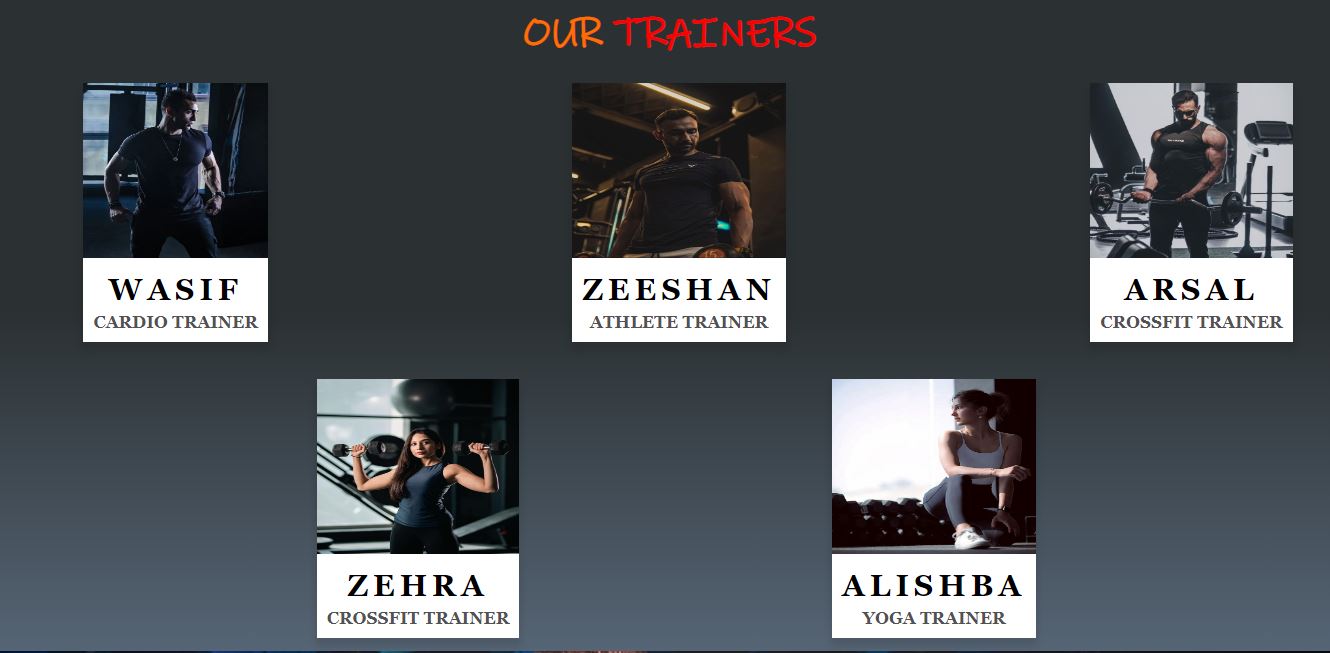 OUR TRAINERS
WASIF
CARDIO TRAINER
ZEESHAN
ATHLETE TRAINER
ARSAL
CROSSFIT TRAINER
ZEHRA
CROSSFIT TRAINER
ALISHBA
YOGA TRAINER